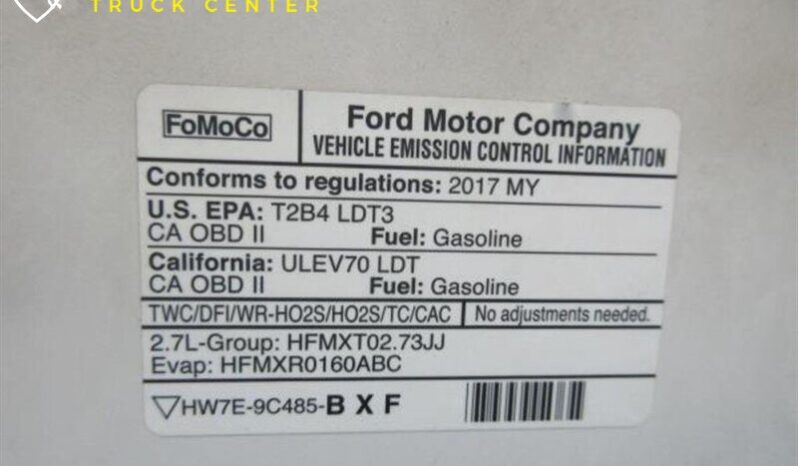 TRUCK CENTER
FoMoCo
Ford Motor Company
VEHICLE EMISSION CONTROL INFORMATION
Conforms to regulations: 2017 MY
U.S. EPA: T2B4 LDT3
CA OBD II Fuel: Gasoline
California: ULEV70 LDT
CA OBD II Fuel: Gasoline
TWC/DFI/WR-HO2S/HO2S/TC/CAC No adjustments needed.
2.7L-Group: HFMXT02.73JJ
Evap: HFMXR0160ABC
HW7E-9C485-B X F